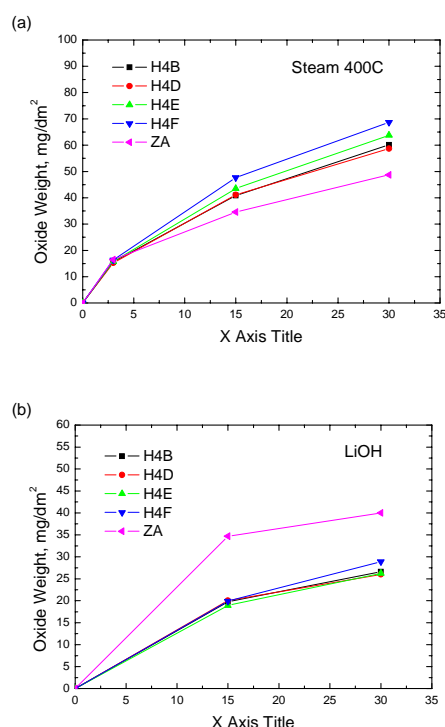 (a)
100
90
80
70
60
50
40
30
20
10
0
Oxide Weight, mg/dm²
H4B
H4D
H4E
H4F
ZA
Steam 400C
0 5 10 15 20 25 30 35
X Axis Title
(b)
60
55
50
45
40
35
30
25
20
15
10
5
0
Oxide Weight, mg/dm²
H4B
H4D
H4E
H4F
ZA
LiOH
0 5 10 15 20 25 30 35
X Axis Title